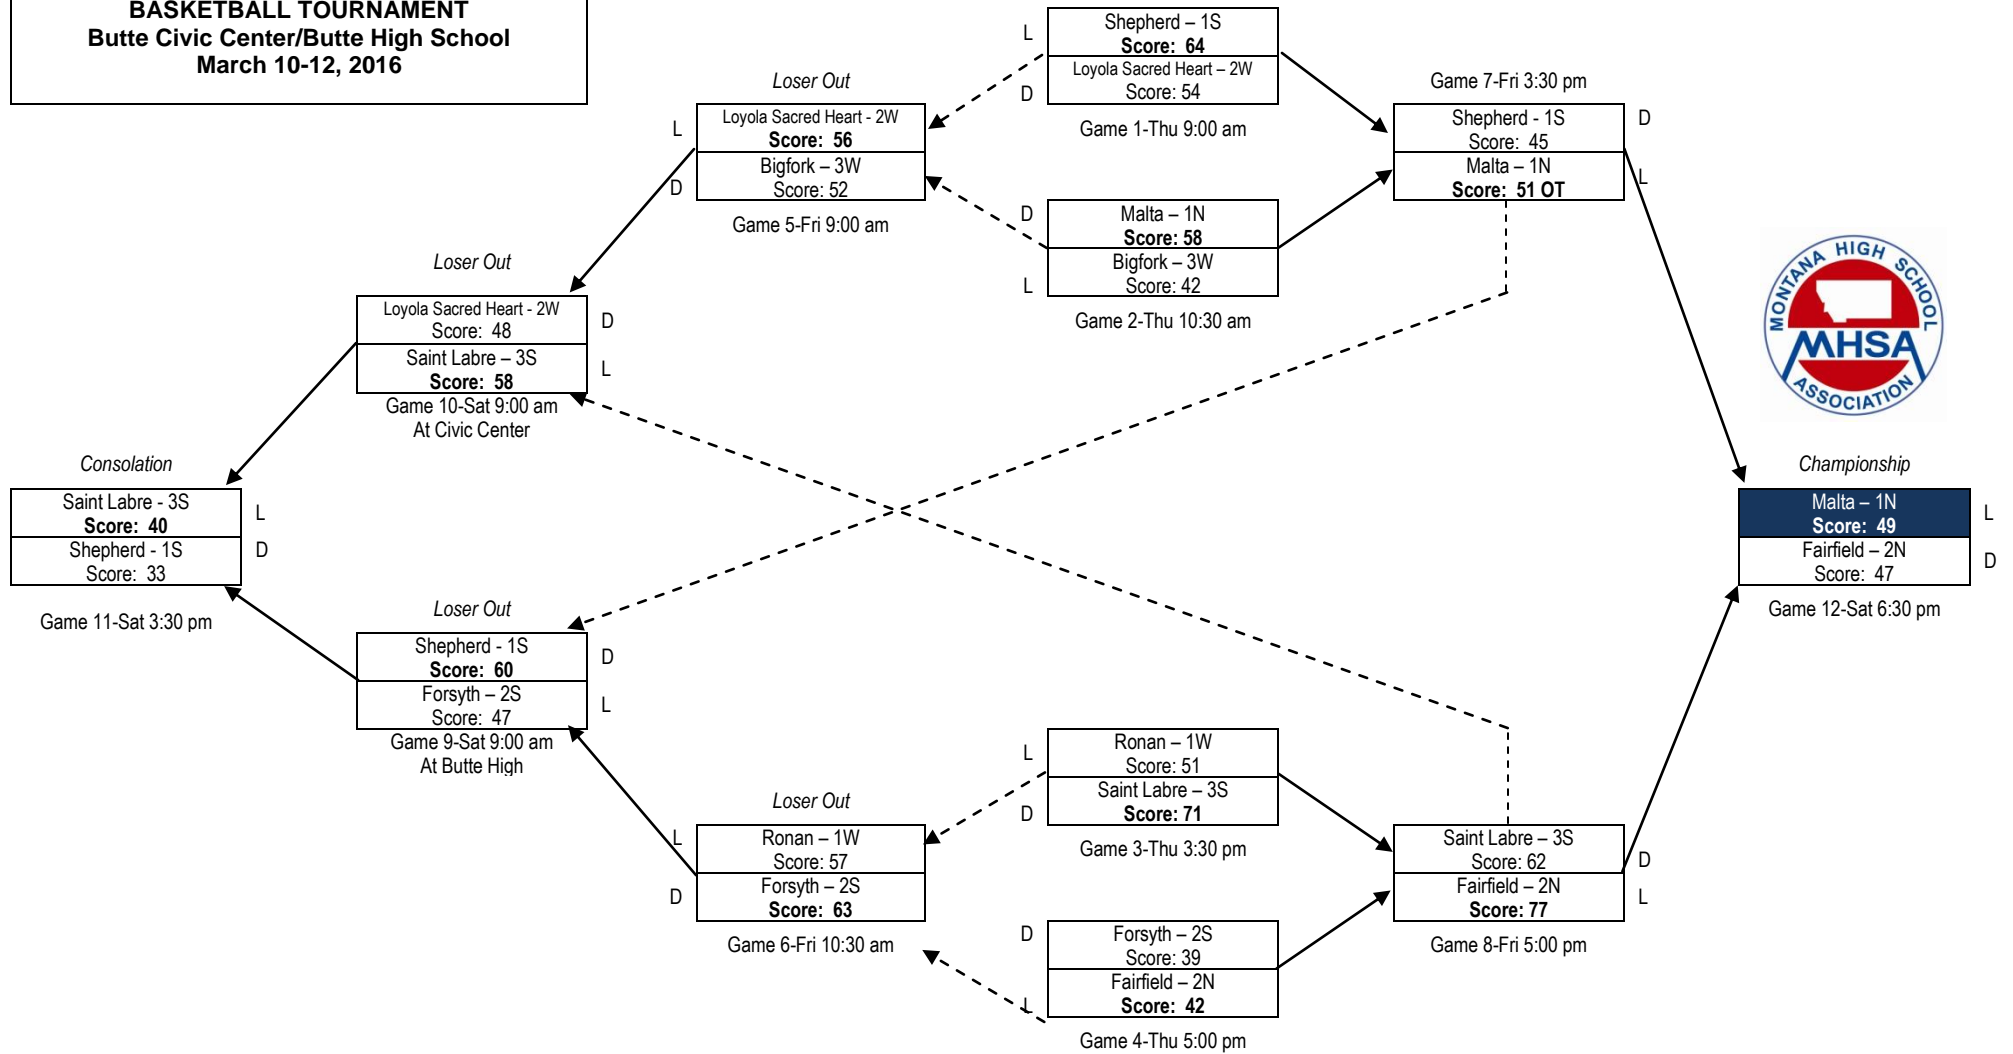 BASKETBALL TOURNAMENT
Butte Civic Center/Butte High School
March 10-12, 2016
L
Shepherd – 1S
Score: 64
D
Loyola Sacred Heart – 2W
Score: 54
Game 1-Thu 9:00 am
D
Malta – 1N
Score: 58
L
Bigfork – 3W
Score: 42
Game 2-Thu 10:30 am
Loser Out
L
Loyola Sacred Heart - 2W
Score: 56
D
Bigfork – 3W
Score: 52
Game 5-Fri 9:00 am
Game 7-Fri 3:30 pm
Shepherd - 1S
Score: 45
D
Malta – 1N
Score: 51 OT
L
Loser Out
Loyola Sacred Heart - 2W
Score: 48
D
Saint Labre – 3S
Score: 58
L
Game 10-Sat 9:00 am
At Civic Center
MONTANA HIGH SCHOOL
MHSA
ASSOCIATION
Consolation
Saint Labre - 3S
Score: 40
L
Shepherd - 1S
Score: 33
D
Game 11-Sat 3:30 pm
Championship
Malta – 1N
Score: 49
L
Fairfield – 2N
Score: 47
D
Game 12-Sat 6:30 pm
Loser Out
Shepherd - 1S
Score: 60
D
Forsyth – 2S
Score: 47
L
Game 9-Sat 9:00 am
At Butte High
Loser Out
L
Ronan – 1W
Score: 57
D
Forsyth – 2S
Score: 63
Game 6-Fri 10:30 am
L
Ronan – 1W
Score: 51
D
Saint Labre – 3S
Score: 71
Game 3-Thu 3:30 pm
D
Forsyth – 2S
Score: 39
L
Fairfield – 2N
Score: 42
Game 4-Thu 5:00 pm
Saint Labre – 3S
Score: 62
D
Fairfield – 2N
Score: 77
L
Game 8-Fri 5:00 pm